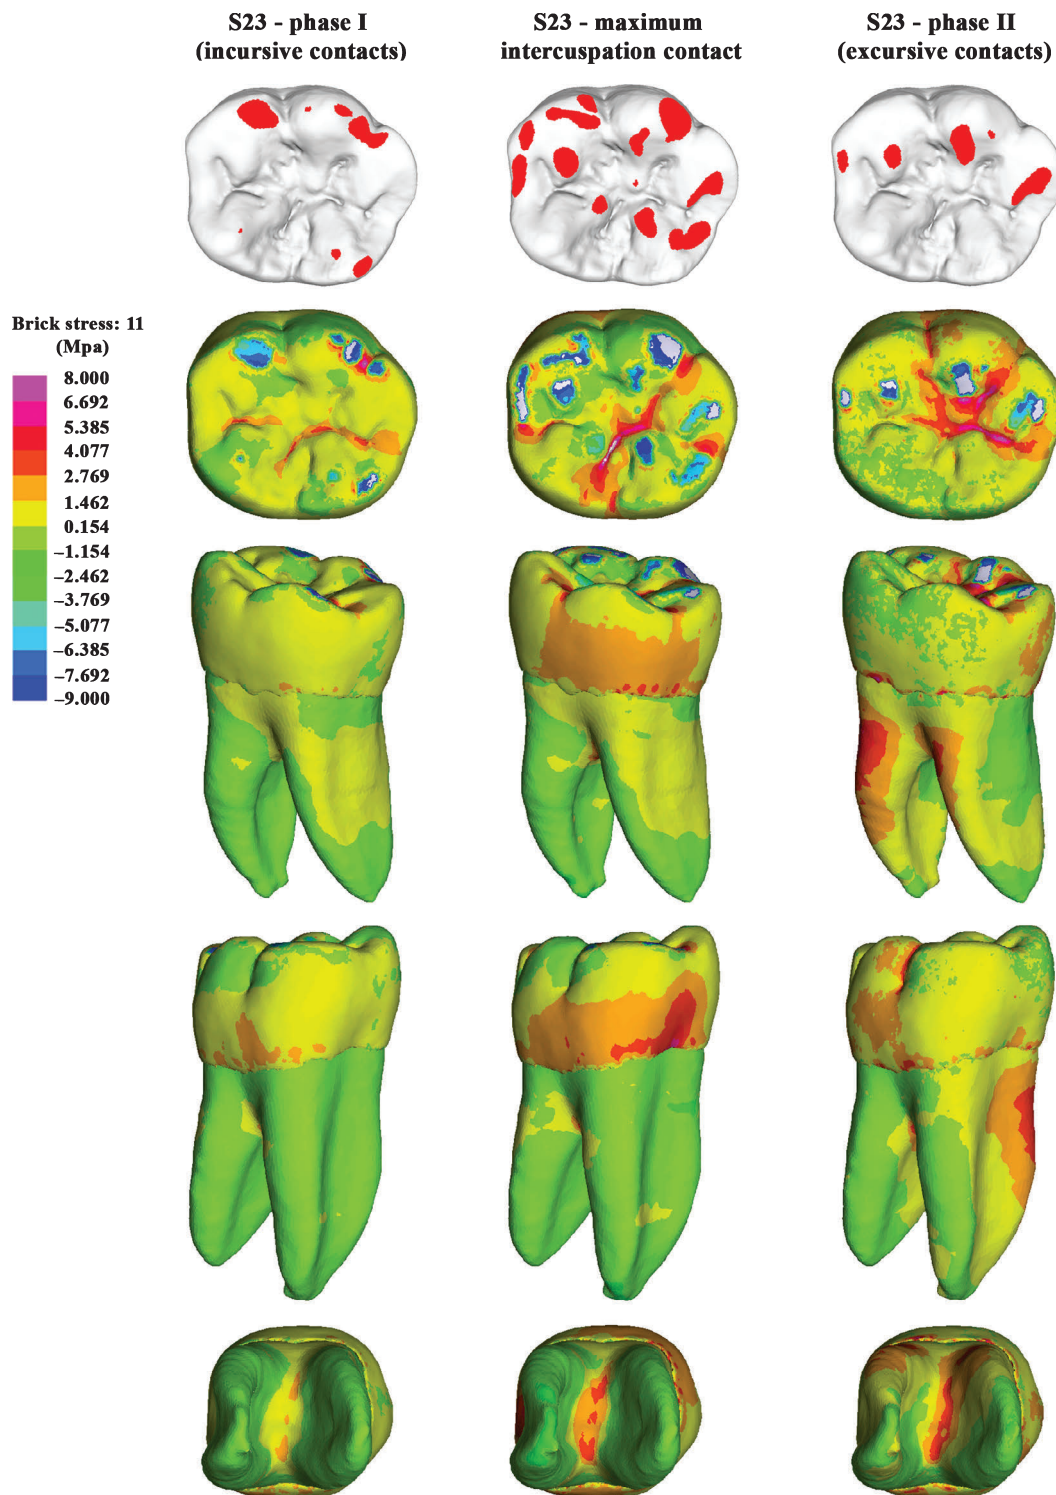 S23 - phase I
(incursive contacts)
S23 - maximum
intercuspation contact
S23 - phase II
(excursive contacts)
Brick stress: 11
(Mpa)
8.000
6.692
5.385
4.077
2.769
1.462
0.154
–1.154
–2.462
–3.769
–5.077
–6.385
–7.692
–9.000